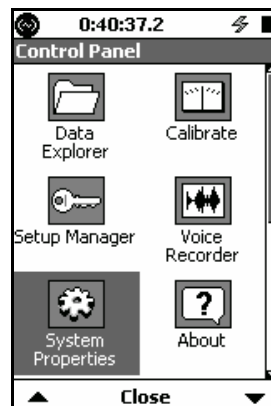 0:40:37.2
Control Panel
Data
Explorer
Calibrate
Setup Manager
Voice
Recorder
System
Properties
?
About
Close